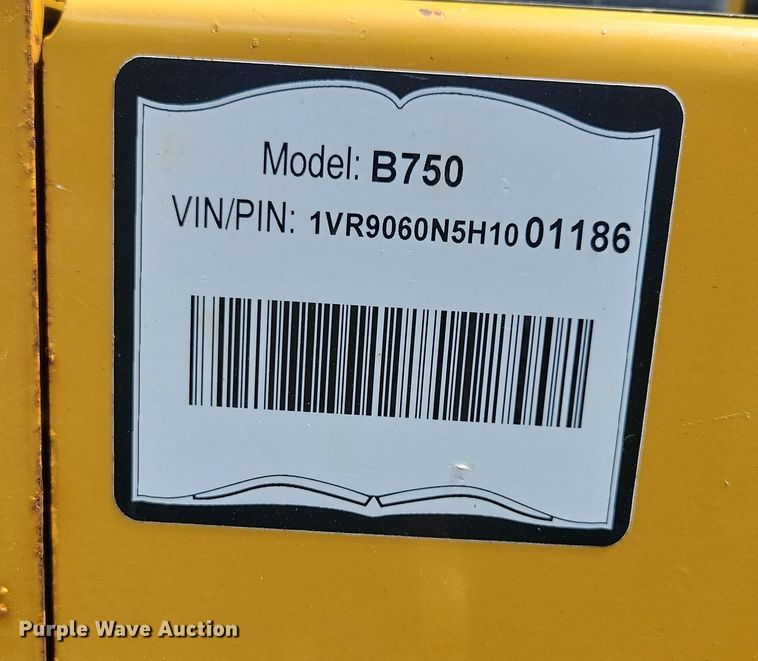 Model: B750
VIN/PIN: 1VR9060N5H1001186
Purple Wave Auction